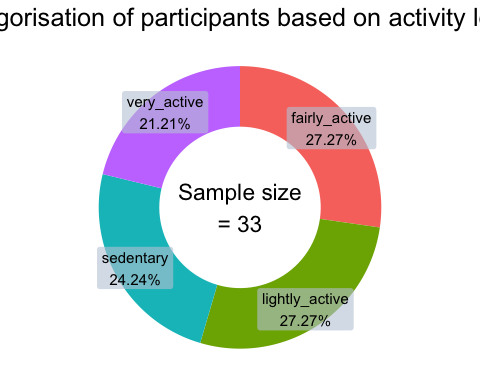 gorisation of participants based on activity l
very_active
21.21%
fairly_active
27.27%
Sample size
= 33
sedentary
24.24%
lightly_active
27.27%